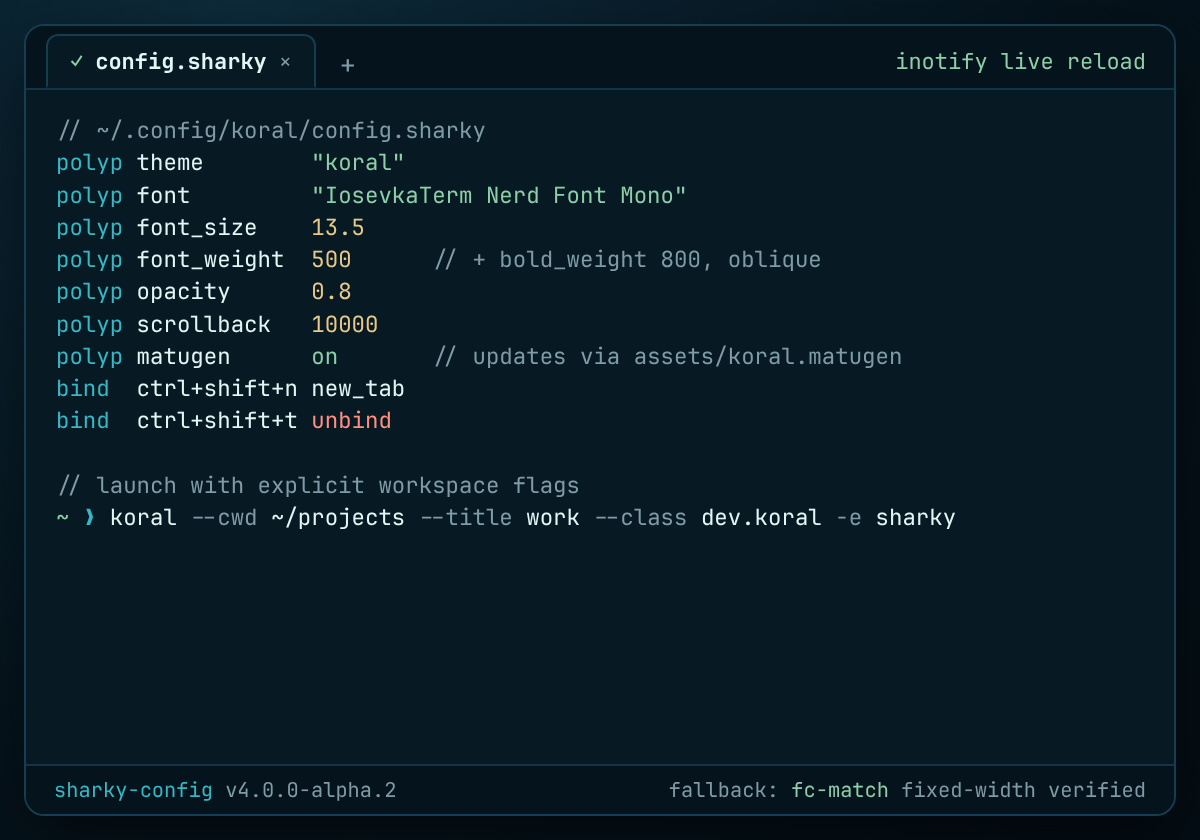 ✓ config.sharky × +
inotify live reload
// ~/.config/koral/config.sharky
polyp theme "koral"
polyp font "IosevkaTerm Nerd Font Mono"
polyp font_size 13.5
polyp font_weight 500 // + bold_weight 800, oblique
polyp opacity 0.8
polyp scrollback 10000
polyp matugen on // updates via assets/koral.matugen
bind ctrl+shift+n new_tab
bind ctrl+shift+t unbind
// launch with explicit workspace flags
~ ❯ koral --cwd ~/projects --title work --class dev.koral -e sharky
sharky-config v4.0.0-alpha.2
fallback: fc-match fixed-width verified